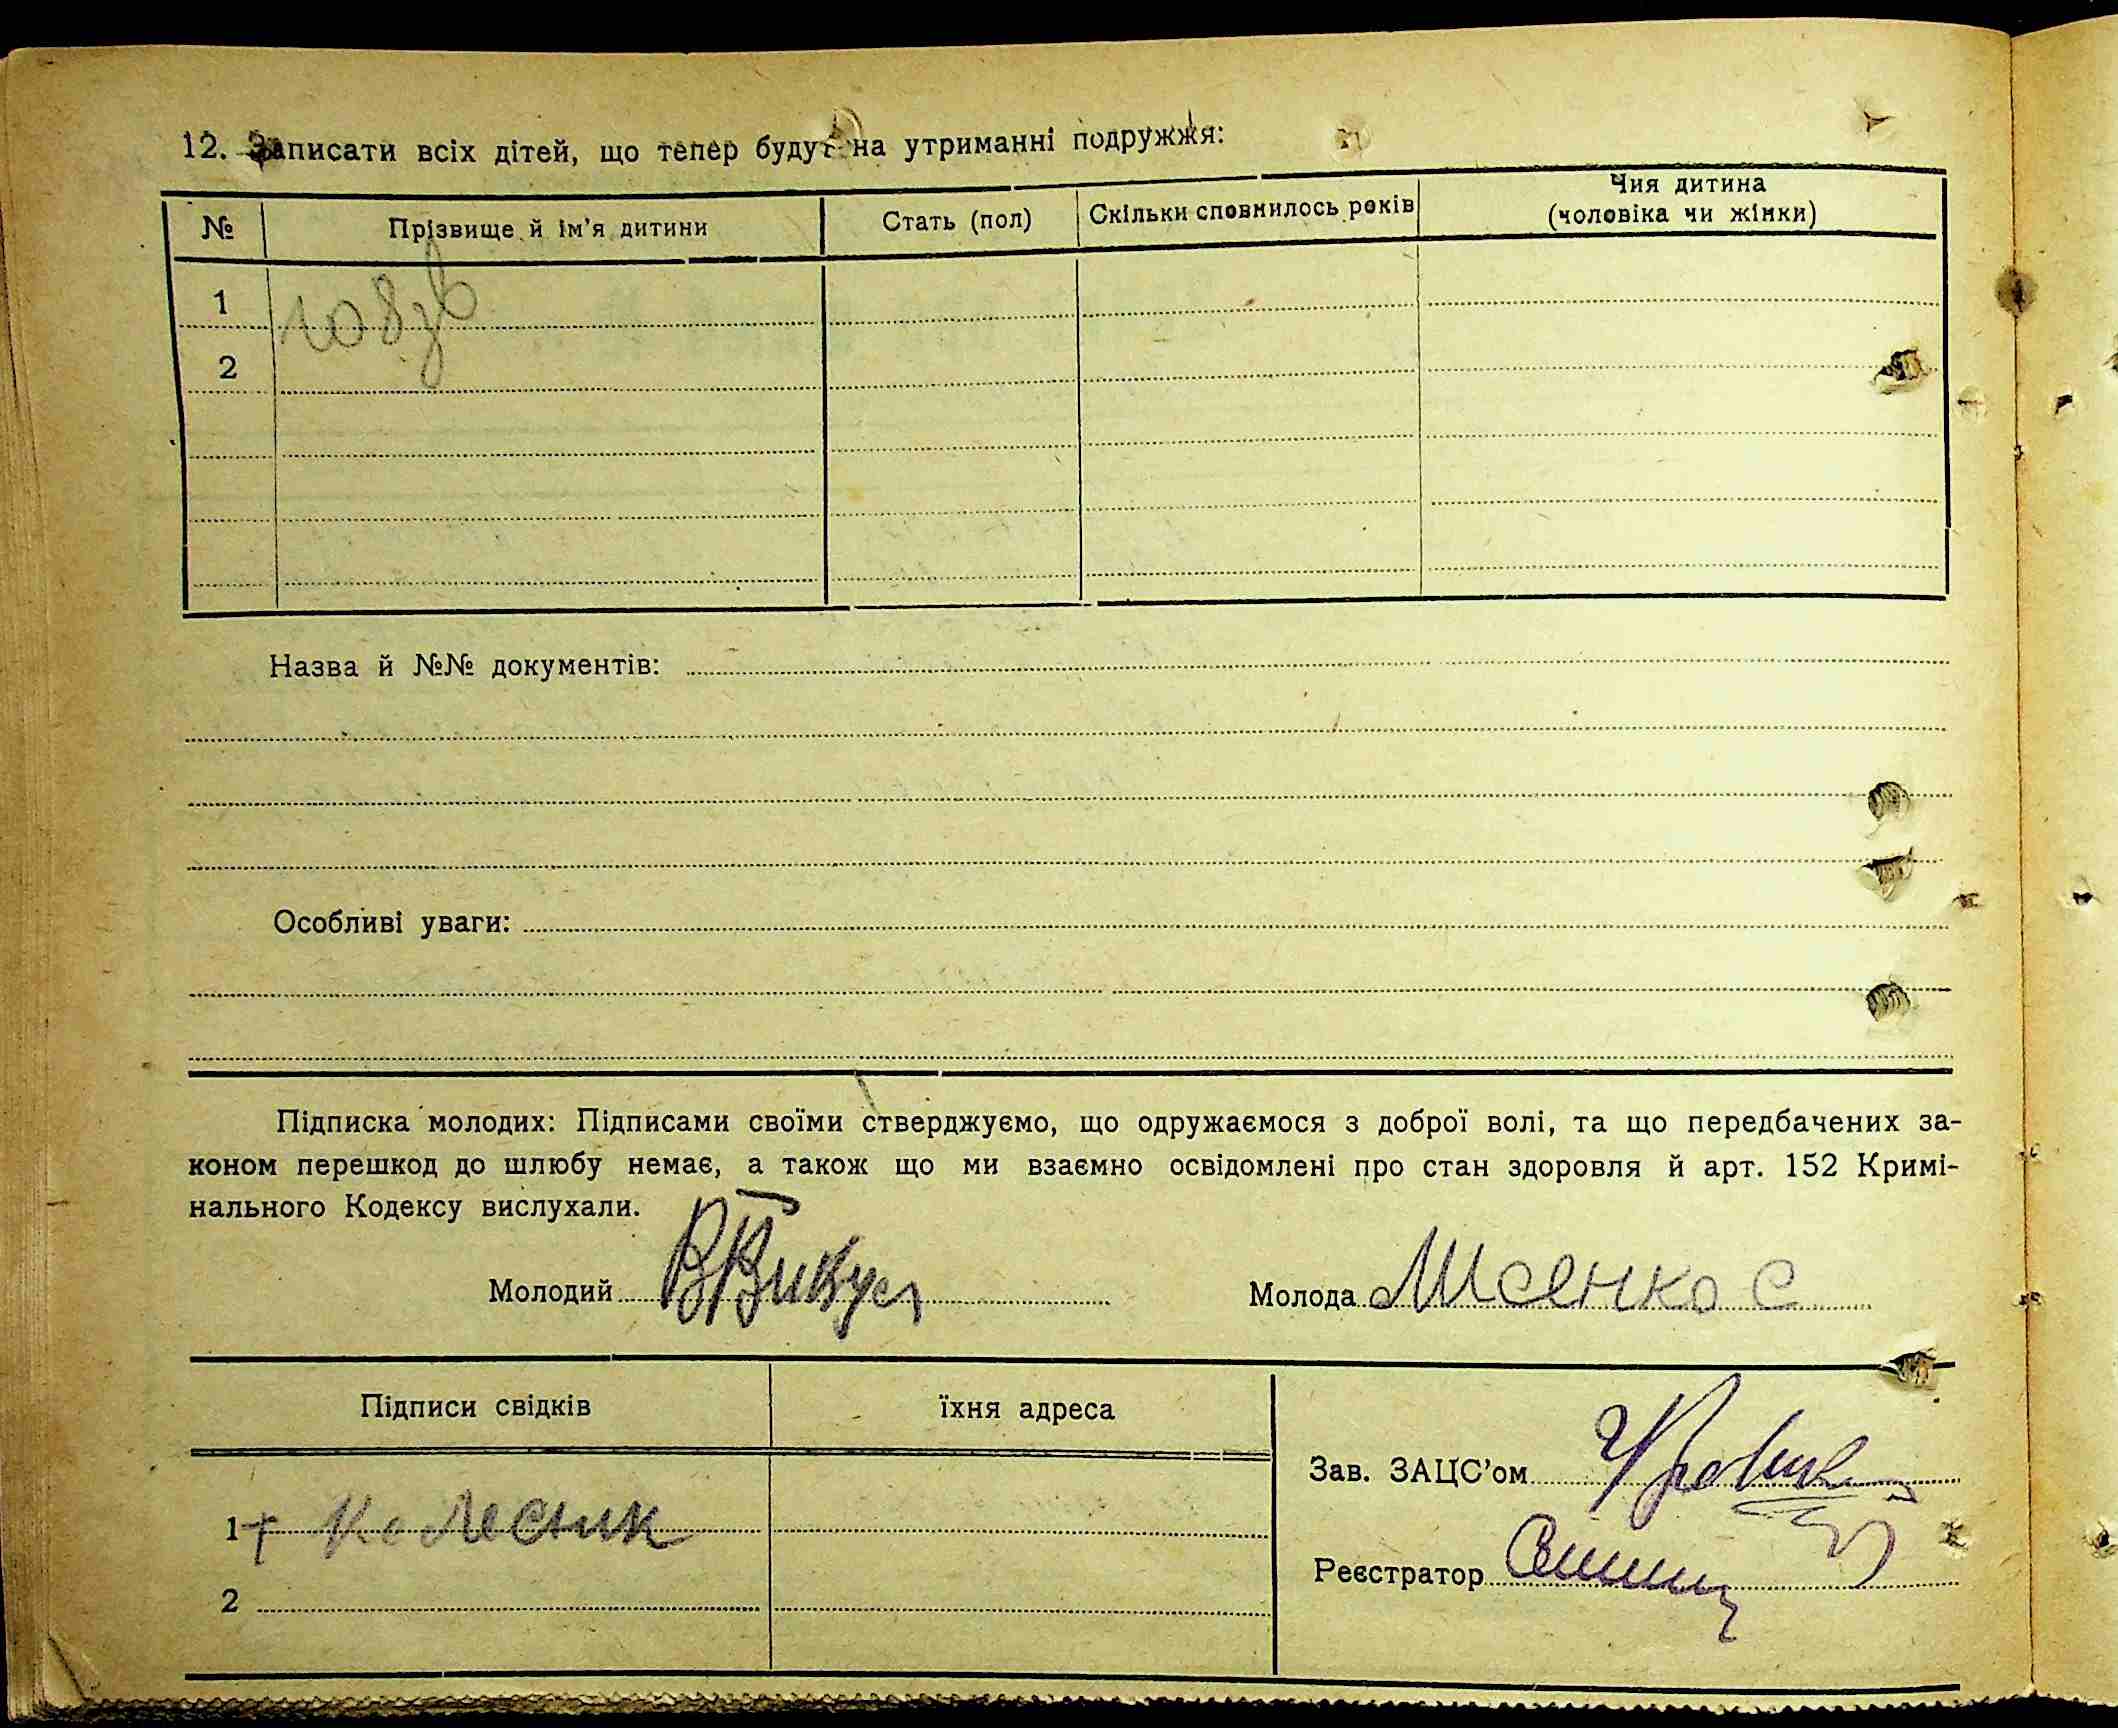 12. Записати всіх дітей, що тепер будут на утриманні подружжя:
№ Прізвище й ім'я дитини Стать (пол) Скільки сповнилось років Чия дитина (чоловіка чи жінки)
1
2
Назва й №№ документів:
Особливі уваги:
Підписка молодих: Підписами своїми стверджуємо, що одружаємося з доброї волі, та що передбачених за-
коном перешкод до шлюбу немає, а також що ми взаємно освідомлені про стан здоровля й арт. 152 Кримі-
нального Кодексу вислухали.
Молодий Молода
Підписи свідків їхня адреса
Зав. ЗАЦС'ом
1 Колесник
Реєстратор
2